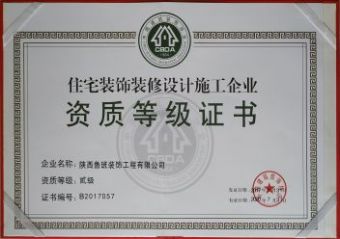 CBDA
住宅装饰装修设计施工企业
资质等级证书
企业名称：陕西鲁班装饰工程有限公司
资质等级：贰级
证书编号：B2017057